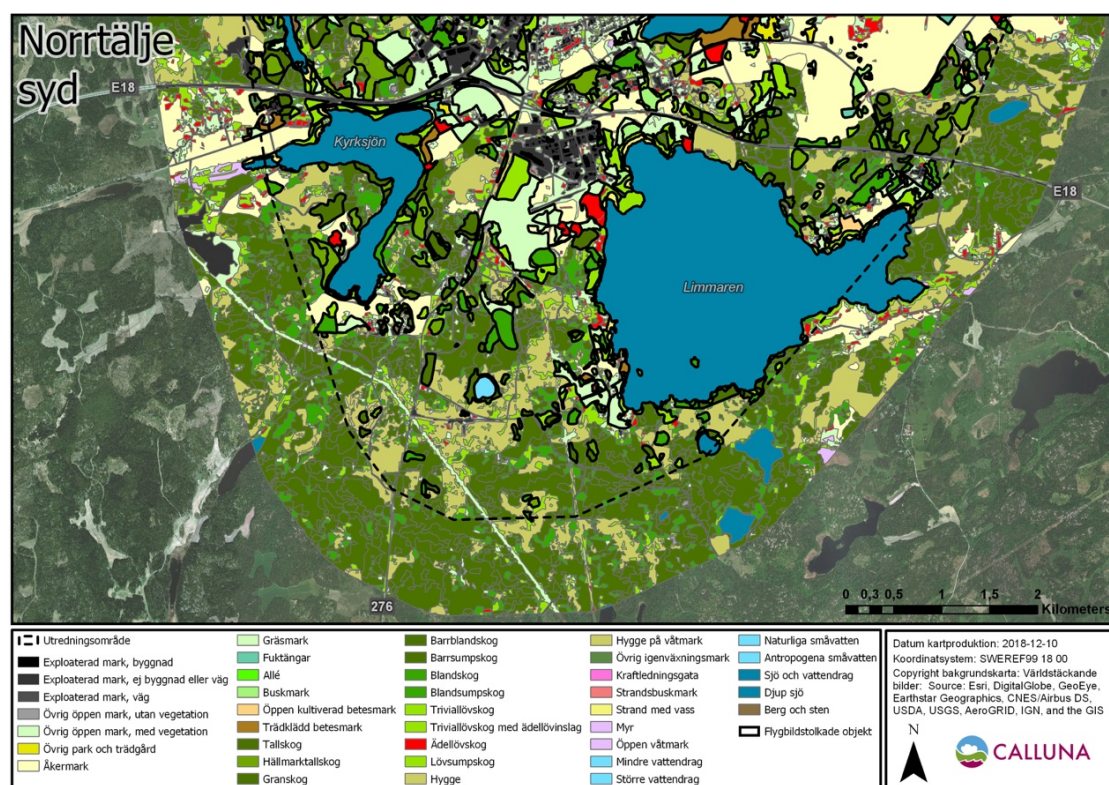 Norrtälje
syd
E18
Kyrksjön
E18
Limmaren
276
0 0,3 0,5 1 1,5 2
Kilometers
Utredningsområde
Exploaterad mark, byggnad
Exploaterad mark, ej byggnad eller väg
Exploaterad mark, väg
Övrig öppen mark, utan vegetation
Övrig öppen mark, med vegetation
Övrig park och trädgård
Åkermark
Gräsmark
Fuktängar
Allé
Buskmark
Öppen kultiverad betesmark
Trädklädd betesmark
Tallskog
Hällmarktallskog
Granskog
Barrblandskog
Barrsumpskog
Blandskog
Blandsumpskog
Triviallövskog
Triviallövskog med ädellövinslag
Ädellövskog
Lövsumpskog
Hygge
Hygge på våtmark
Övrig igenväxningsmark
Kraftledningsgata
Strandsbuskmark
Strand med vass
Myr
Öppen våtmark
Mindre vattendrag
Större vattendrag
Naturliga småvatten
Antropogena småvatten
Sjö och vattendrag
Djup sjö
Berg och sten
Flygbildstolkade objekt
Datum kartproduktion: 2018-12-10
Koordinatsystem: SWEREF99 18 00
Copyright bakgrundskarta: Världstäckande
bilder: Source: Esri, DigitalGlobe, GeoEye,
Earthstar Geographics, CNES/Airbus DS,
USDA, USGS, AeroGRID, IGN, and the GIS
N
CALLUNA